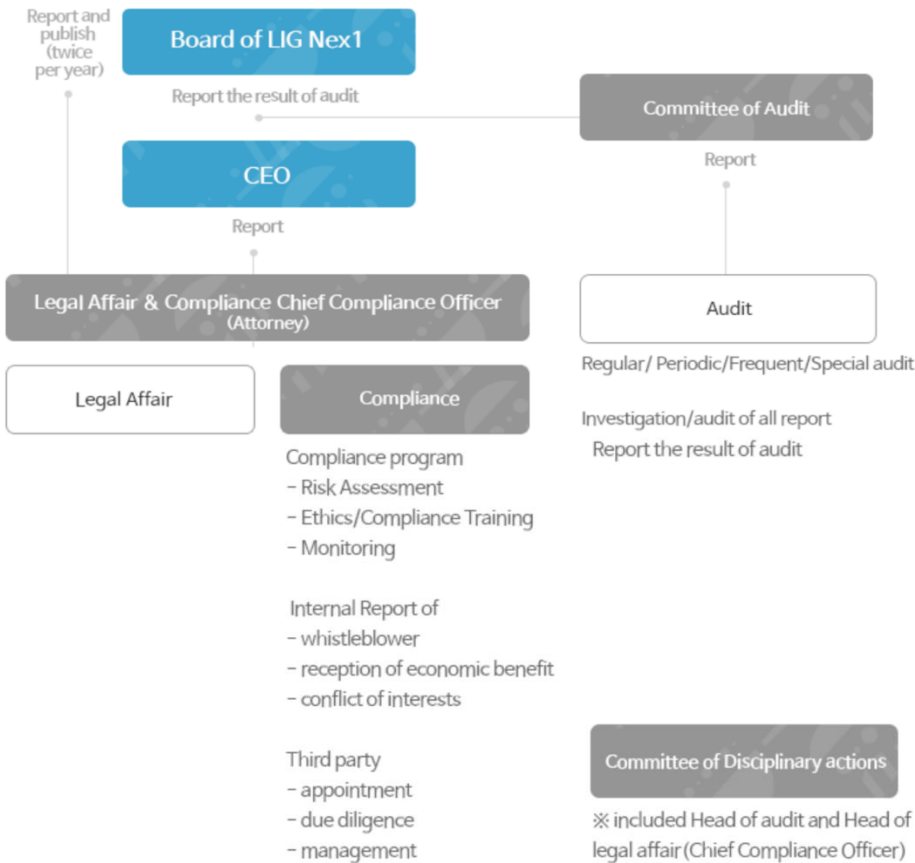 Report and
publish
(twice
per year)
Board of LIG Nex1
Report the result of audit
Committee of Audit
Report
CEO
Report
Legal Affair & Compliance Chief Compliance Officer
(Attorney)
Audit
Regular/ Periodic/Frequent/Special audit
Investigation/audit of all report
Report the result of audit
Legal Affair
Compliance
Compliance program
- Risk Assessment
- Ethics/Compliance Training
- Monitoring
Internal Report of
- whistleblower
- reception of economic benefit
- conflict of interests
Third party
- appointment
- due diligence
- management
Committee of Disciplinary actions
※ included Head of audit and Head of
legal affair(Chief Compliance Officer)